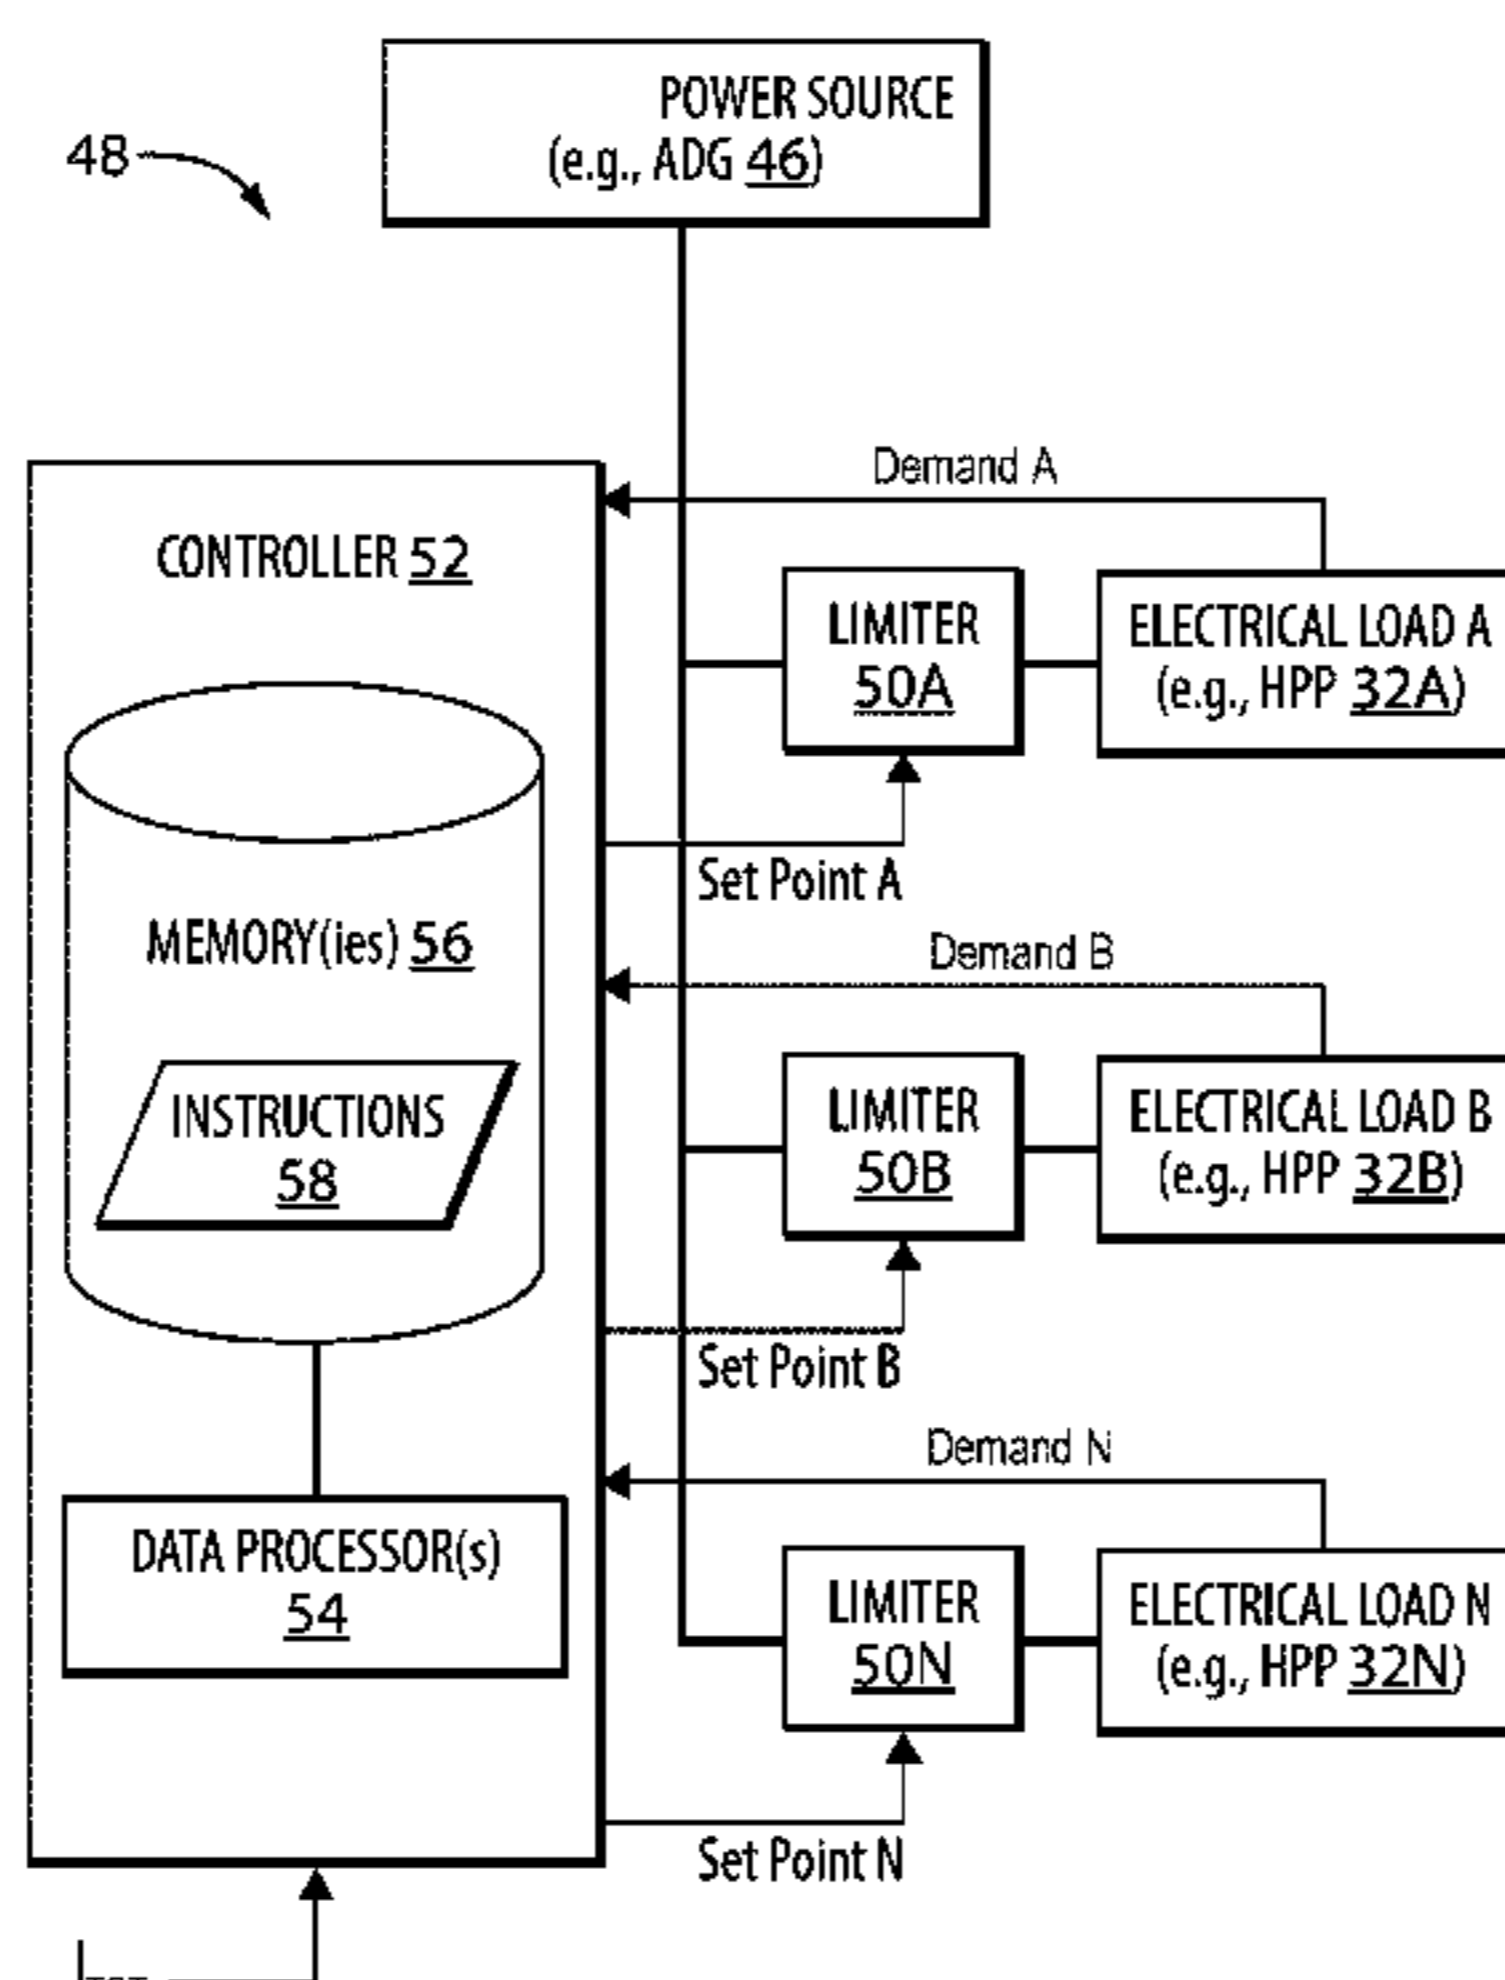 POWER SOURCE
(e.g., ADG 46)
48
Demand A
CONTROLLER 52
LIMITER
50A
ELECTRICAL LOAD A
(e.g., HPP 32A)
Set Point A
MEMORY(ies) 56
Demand B
INSTRUCTIONS
58
LIMITER
50B
ELECTRICAL LOAD B
(e.g., HPP 32B)
Set Point B
Demand N
DATA PROCESSOR(s)
54
LIMITER
50N
ELECTRICAL LOAD N
(e.g., HPP 32N)
Set Point N